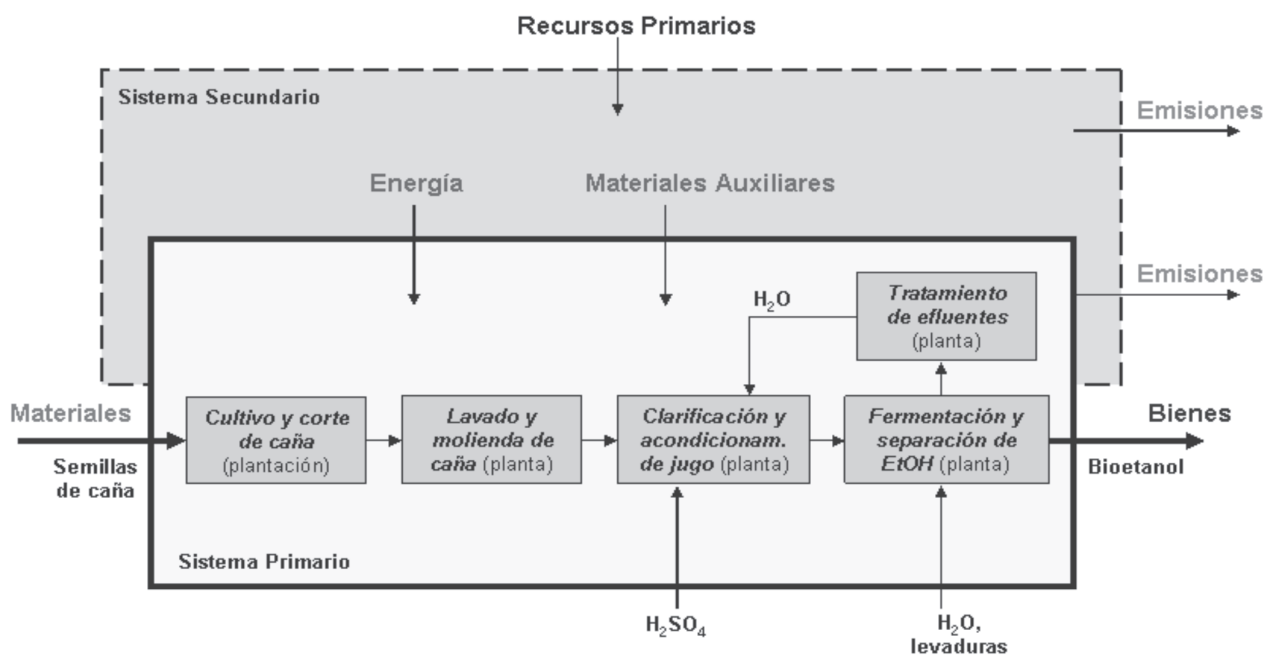 Recursos Primarios
Sistema Secundario
Emisiones
Energía
Materiales Auxiliares
Emisiones
H₂O
Tratamiento
de efluentes
(planta)
Materiales
Semillas
de caña
Cultivo y corte
de caña
(plantación)
Lavado y
molienda de
caña (planta)
Clarificación y
acondicionam.
de jugo (planta)
Fermentación y
separación de
EtOH (planta)
Bienes
Bioetanol
Sistema Primario
H₂SO₄
H₂O,
levaduras